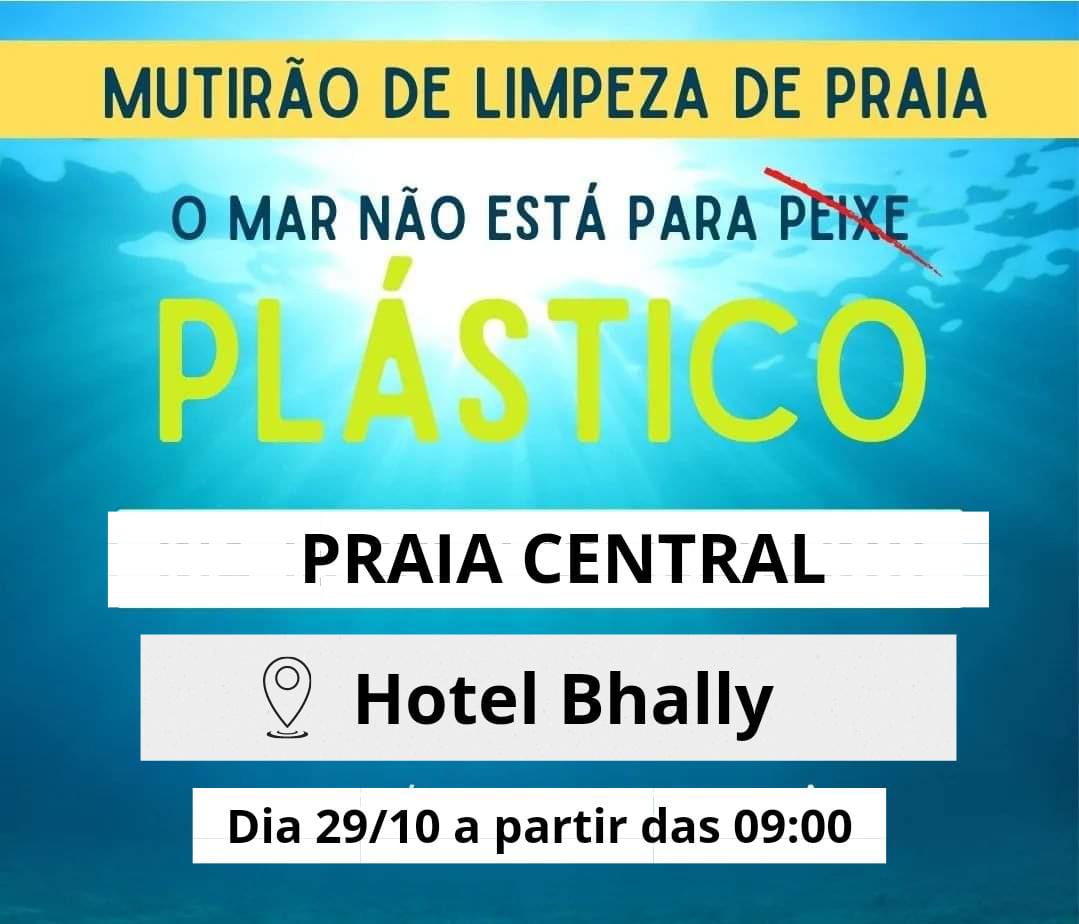 MUTIRÃO DE LIMPEZA DE PRAIA
O MAR NÃO ESTÁ PARA PEIXE
PLÁSTICO
PRAIA CENTRAL
Hotel Bhally
Dia 29/10 a partir das 09:00